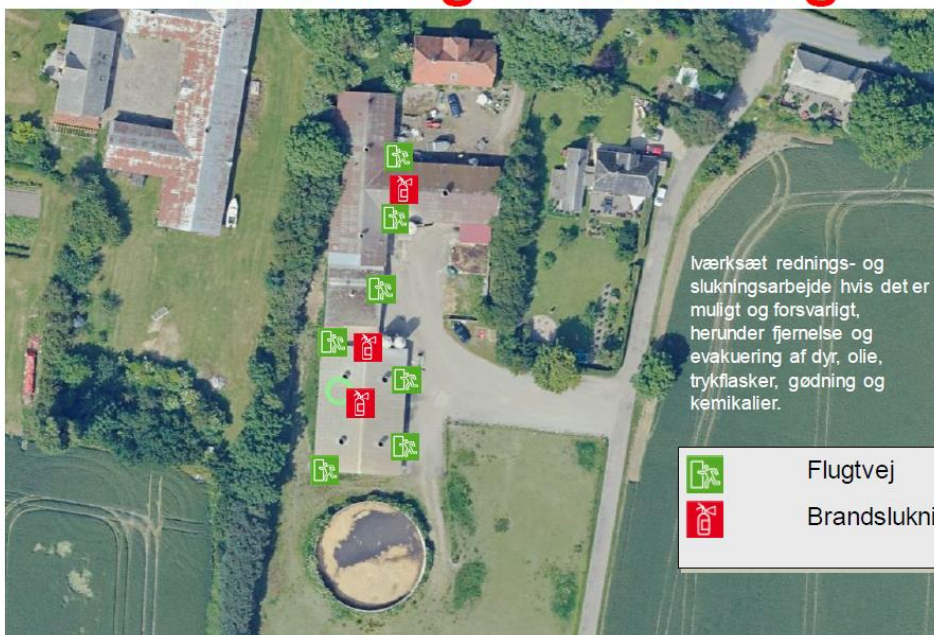 Iværksæt rednings- og
slukningsarbejde hvis det er
muligt og forsvarligt,
herunder fjernelse og
evakuering af dyr, olie,
trykflasker, gødning og
kemikalier.
Flugtvej